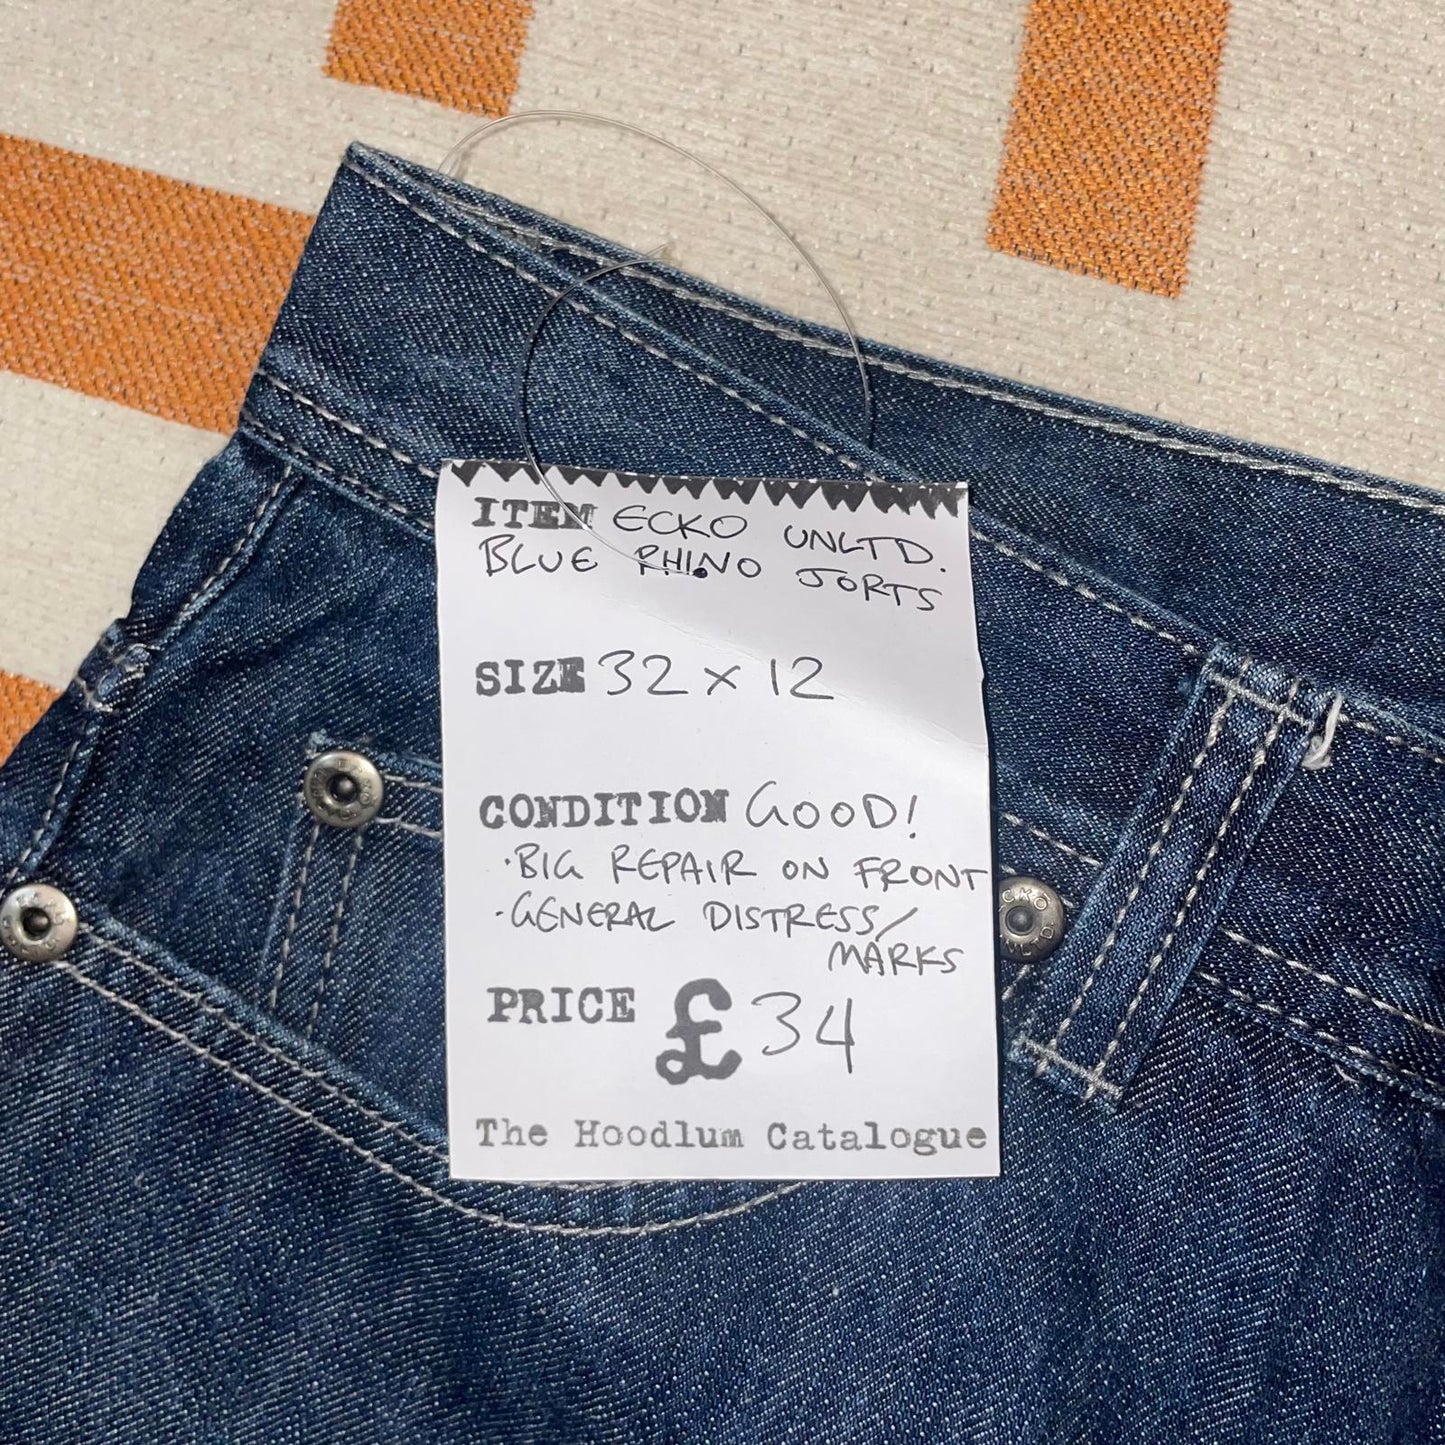 ITEM ECKO UNLTD.
BLUE RHINO JORTS
SIZE 32 x 12
CONDITION GOOD!
·BIG REPAIR ON FRONT
·GENERAL DISTRESS/
MARKS
PRICE £34
The Hoodlum Catalogue